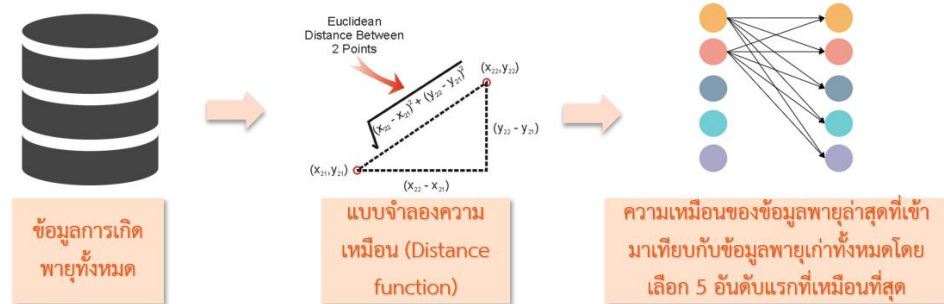 Euclidean
Distance Between
2 Points
(x₂₂,y₂₂)
√(x₂₂ - x₂₁)² + (y₂₂ - y₂₁)²
(y₂₂ - y₂₁)
(x₂₁,y₂₁)
(x₂₂ - x₂₁)
ข้อมูลการเกิด
พายุทั้งหมด
แบบจำลองความ
เหมือน (Distance
function)
ความเหมือนของข้อมูลพายุล่าสุดที่เข้า
มาเทียบกับข้อมูลพายุเก่าทั้งหมดโดย
เลือก 5 อันดับแรกที่เหมือนที่สุด